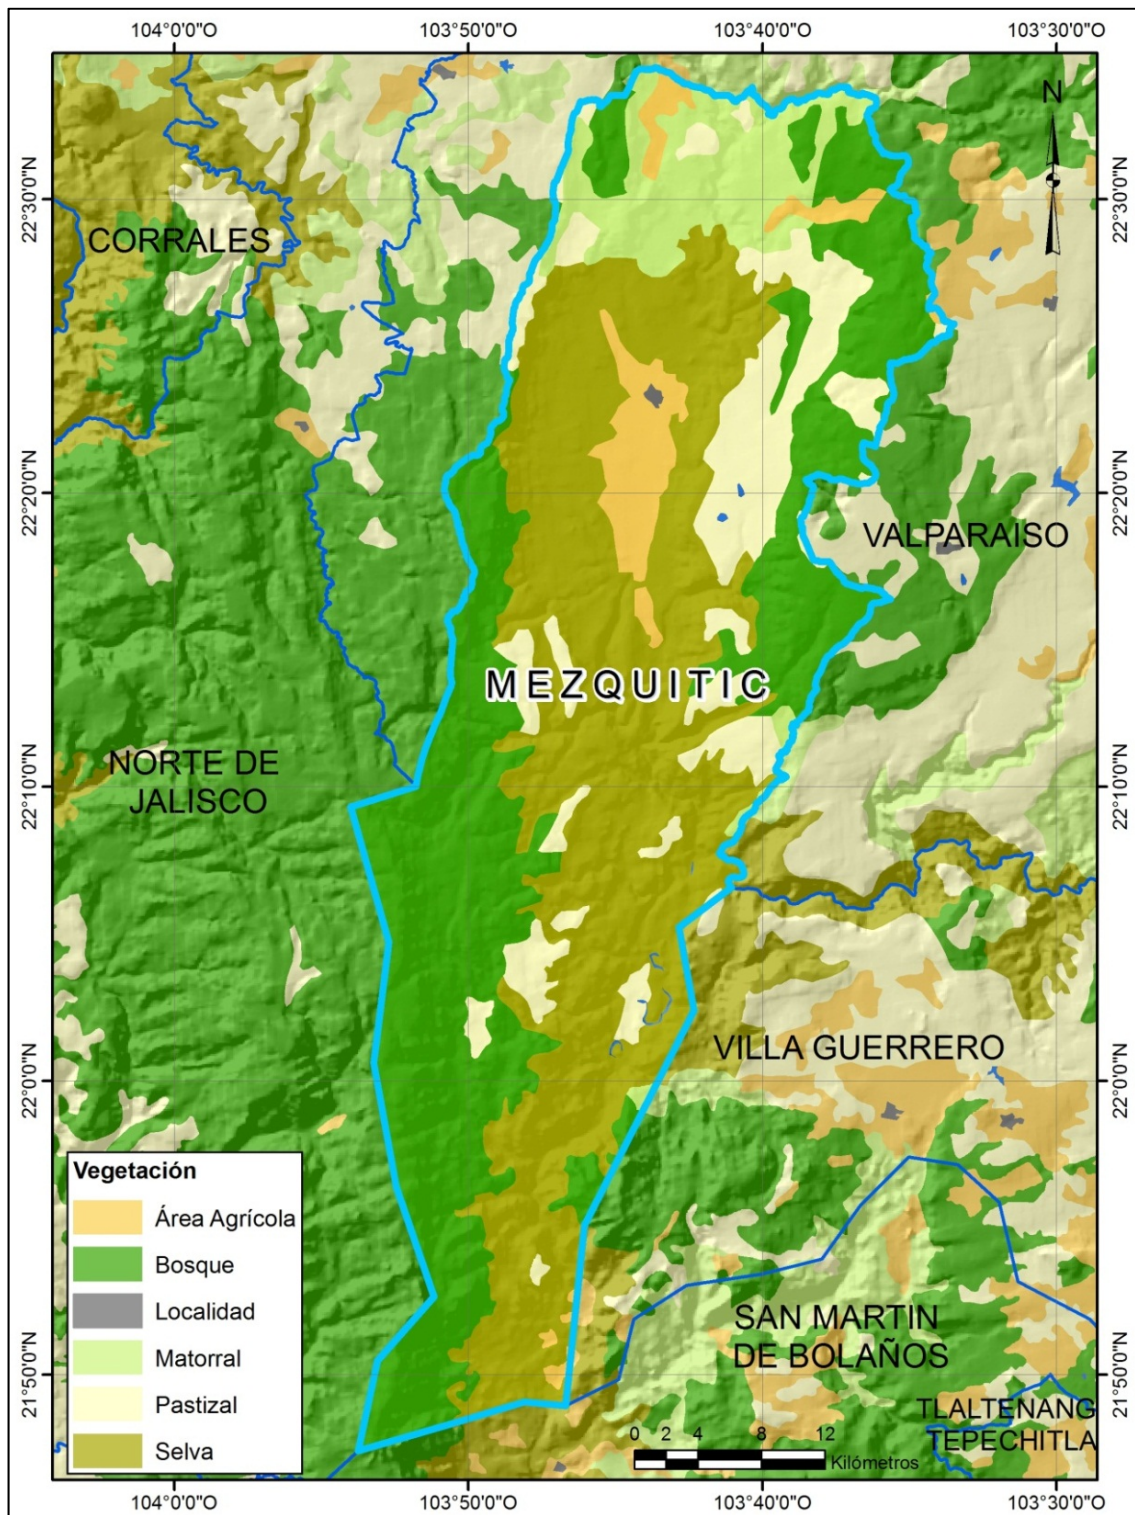 104°0'0"O 103°50'0"O 103°40'0"O 103°30'0"O
N
22°30'0"N 22°30'0"N
CORRALES
22°20'0"N 22°20'0"N
VALPARAISO
MEZQUITIC
NORTE DE
JALISCO
22°10'0"N 22°10'0"N
VILLA GUERRERO
22°0'0"N 22°0'0"N
Vegetación
Área Agrícola
Bosque
Localidad
Matorral
Pastizal
Selva
SAN MARTIN
DE BOLAÑOS
21°50'0"N 21°50'0"N
TLALTENANG
TEPECHITLA
0 2 4 8 12
Kilómetros
104°0'0"O 103°50'0"O 103°40'0"O 103°30'0"O